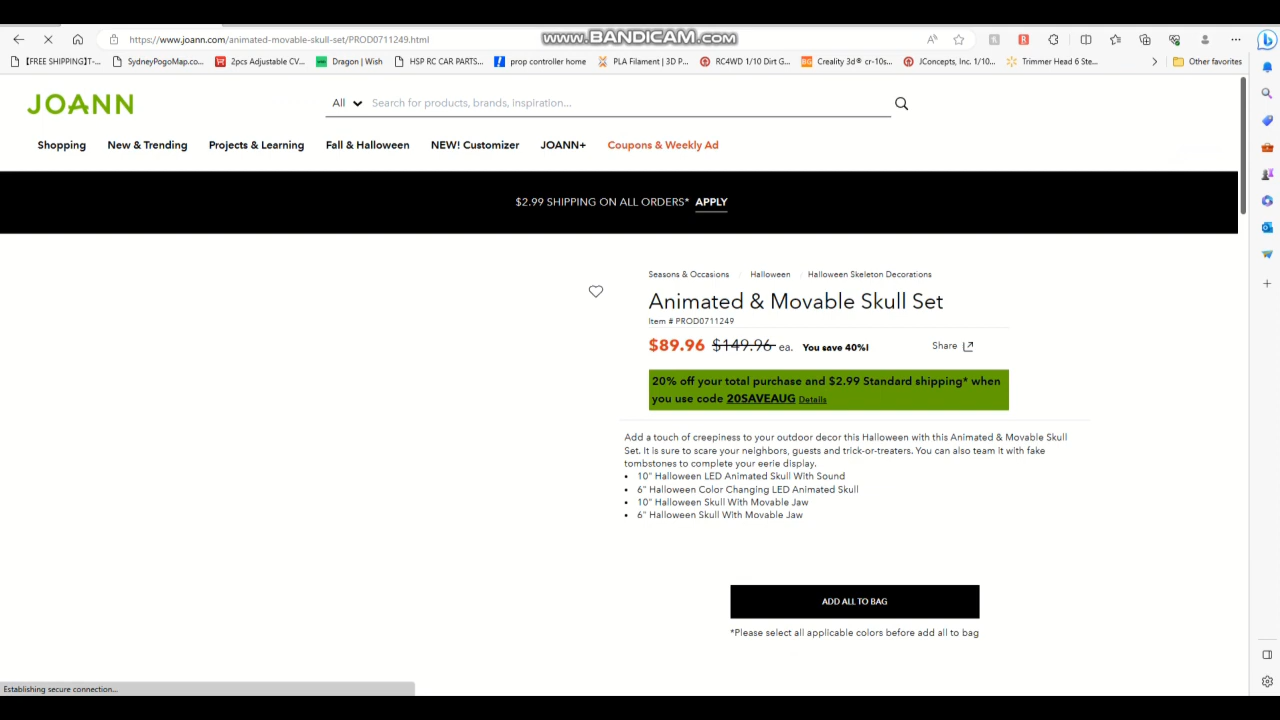 WWW.BANDICAM.COM
https://www.joann.com/animated-movable-skull-set/PROD0711249.html
【FREE SHIPPING】T-... SydneyPogoMap.co... 2pcs Adjustable CV... Dragon | Wish HSP RC CAR PARTS... prop controller home PLA Filament | 3D P... RC4WD 1/10 Dirt G... Creality 3d® cr-10s... JConcepts, Inc. 1/10... Trimmer Head 6 Ste... Other favorites
JOANN
All Search for products, brands, inspiration...
Shopping New & Trending Projects & Learning Fall & Halloween NEW! Customizer JOANN+ Coupons & Weekly Ad
$2.99 SHIPPING ON ALL ORDERS* APPLY
Seasons & Occasions / Halloween / Halloween Skeleton Decorations
Animated & Movable Skull Set
Item # PROD0711249
$89.96 $149.96 ea. You save 40%! Share
20% off your total purchase and $2.99 Standard shipping* when
you use code 20SAVEAUG Details
Add a touch of creepiness to your outdoor decor this Halloween with this Animated & Movable Skull
Set. It is sure to scare your neighbors, guests and trick-or-treaters. You can also team it with fake
tombstones to complete your eerie display.
• 10" Halloween LED Animated Skull With Sound
• 6" Halloween Color Changing LED Animated Skull
• 10" Halloween Skull With Movable Jaw
• 6" Halloween Skull With Movable Jaw
ADD ALL TO BAG
*Please select all applicable colors before add all to bag
Establishing secure connection...